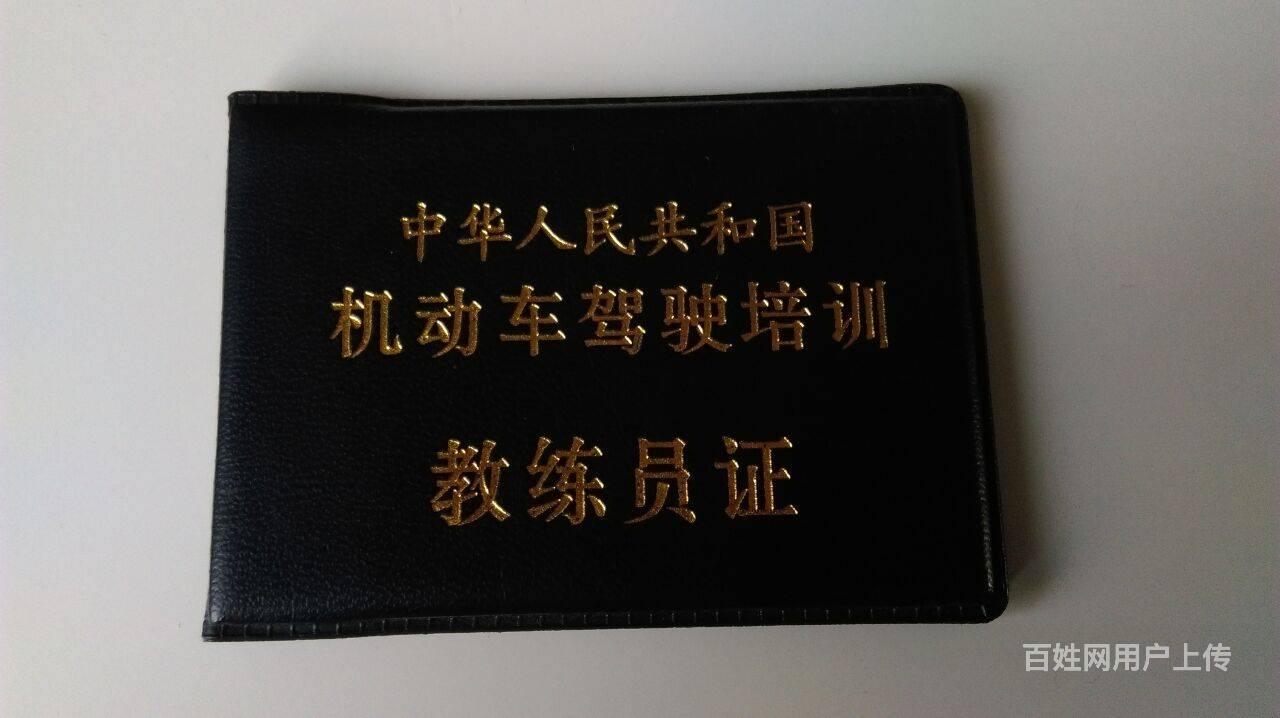 中华人民共和国
机动车驾驶培训
教练员证
百姓网用户上传